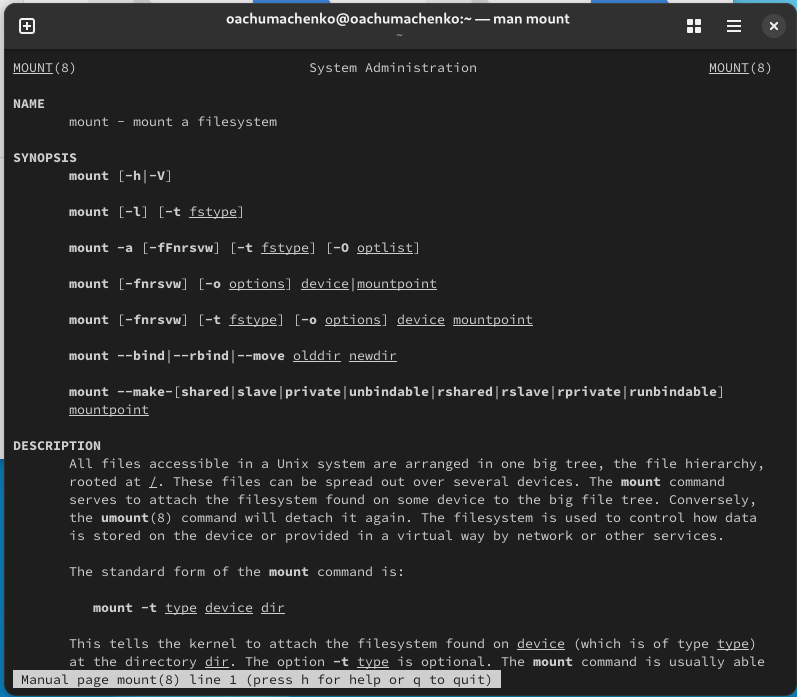 oachumachenko@oachumachenko:~ — man mount
~
MOUNT(8) System Administration MOUNT(8)
NAME
mount - mount a filesystem
SYNOPSIS
mount [-h|-V]
mount [-l] [-t fstype]
mount -a [-fFnrsvw] [-t fstype] [-O optlist]
mount [-fnrsvw] [-o options] device|mountpoint
mount [-fnrsvw] [-t fstype] [-o options] device mountpoint
mount --bind|--rbind|--move olddir newdir
mount --make-[shared|slave|private|unbindable|rshared|rslave|rprivate|runbindable]
mountpoint
DESCRIPTION
All files accessible in a Unix system are arranged in one big tree, the file hierarchy,
rooted at /. These files can be spread out over several devices. The mount command
serves to attach the filesystem found on some device to the big file tree. Conversely,
the umount(8) command will detach it again. The filesystem is used to control how data
is stored on the device or provided in a virtual way by network or other services.
The standard form of the mount command is:
mount -t type device dir
This tells the kernel to attach the filesystem found on device (which is of type type)
at the directory dir. The option -t type is optional. The mount command is usually able
Manual page mount(8) line 1 (press h for help or q to quit)